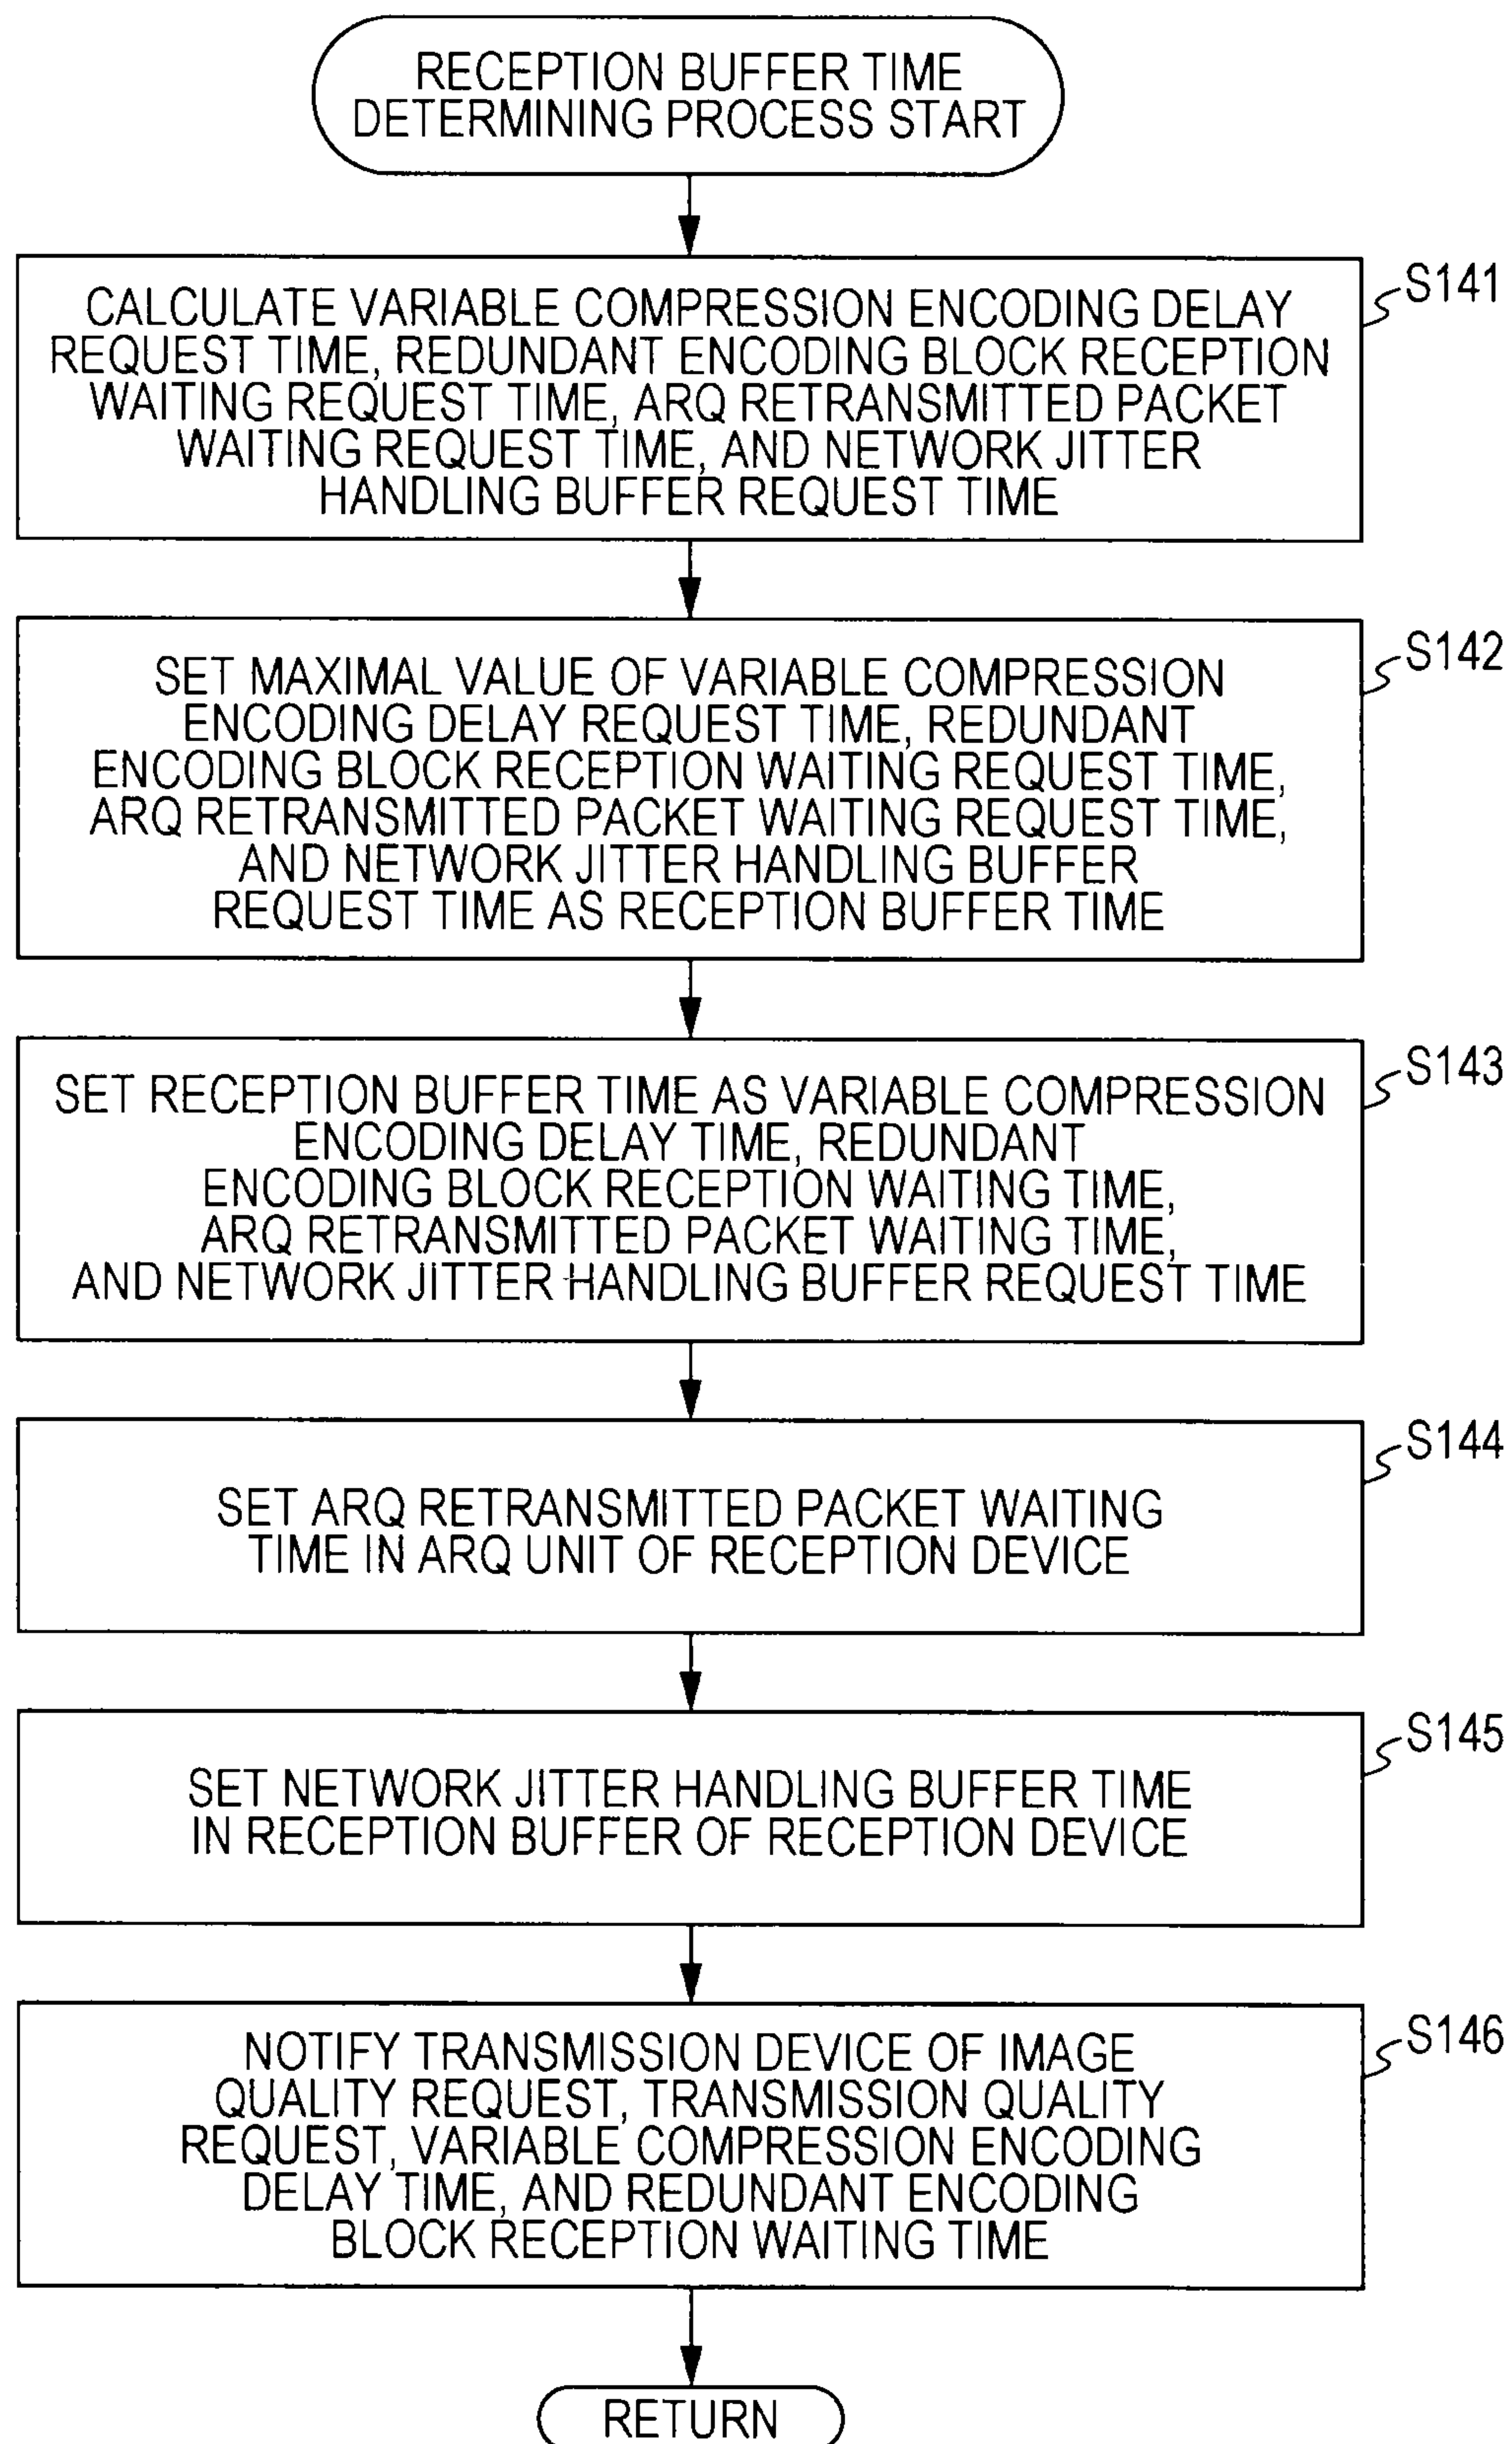 RECEPTION BUFFER TIME
DETERMINING PROCESS START
S141
CALCULATE VARIABLE COMPRESSION ENCODING DELAY
REQUEST TIME, REDUNDANT ENCODING BLOCK RECEPTION
WAITING REQUEST TIME, ARQ RETRANSMITTED PACKET
WAITING REQUEST TIME, AND NETWORK JITTER
HANDLING BUFFER REQUEST TIME
S142
SET MAXIMAL VALUE OF VARIABLE COMPRESSION
ENCODING DELAY REQUEST TIME, REDUNDANT
ENCODING BLOCK RECEPTION WAITING REQUEST TIME,
ARQ RETRANSMITTED PACKET WAITING REQUEST TIME,
AND NETWORK JITTER HANDLING BUFFER
REQUEST TIME AS RECEPTION BUFFER TIME
S143
SET RECEPTION BUFFER TIME AS VARIABLE COMPRESSION
ENCODING DELAY TIME, REDUNDANT
ENCODING BLOCK RECEPTION WAITING TIME,
ARQ RETRANSMITTED PACKET WAITING TIME,
AND NETWORK JITTER HANDLING BUFFER REQUEST TIME
S144
SET ARQ RETRANSMITTED PACKET WAITING
TIME IN ARQ UNIT OF RECEPTION DEVICE
S145
SET NETWORK JITTER HANDLING BUFFER TIME
IN RECEPTION BUFFER OF RECEPTION DEVICE
S146
NOTIFY TRANSMISSION DEVICE OF IMAGE
QUALITY REQUEST, TRANSMISSION QUALITY
REQUEST, VARIABLE COMPRESSION ENCODING
DELAY TIME, AND REDUNDANT ENCODING
BLOCK RECEPTION WAITING TIME
RETURN